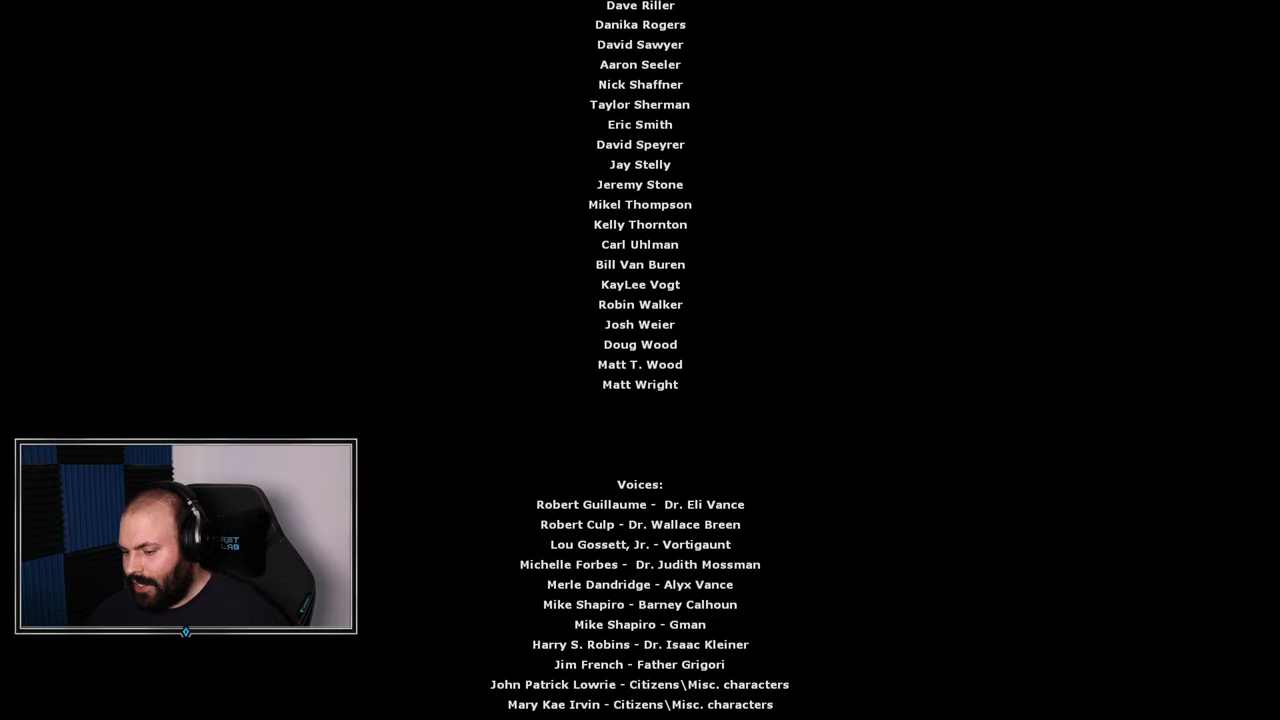 Dave Riller
Danika Rogers
David Sawyer
Aaron Seeler
Nick Shaffner
Taylor Sherman
Eric Smith
David Speyrer
Jay Stelly
Jeremy Stone
Mikel Thompson
Kelly Thornton
Carl Uhlman
Bill Van Buren
KayLee Vogt
Robin Walker
Josh Weier
Doug Wood
Matt T. Wood
Matt Wright
Voices:
Robert Guillaume -  Dr. Eli Vance
Robert Culp - Dr. Wallace Breen
Lou Gossett, Jr. - Vortigaunt
Michelle Forbes -  Dr. Judith Mossman
Merle Dandridge - Alyx Vance
Mike Shapiro - Barney Calhoun
Mike Shapiro - Gman
Harry S. Robins - Dr. Isaac Kleiner
Jim French - Father Grigori
John Patrick Lowrie - Citizens\Misc. characters
Mary Kae Irvin - Citizens\Misc. characters